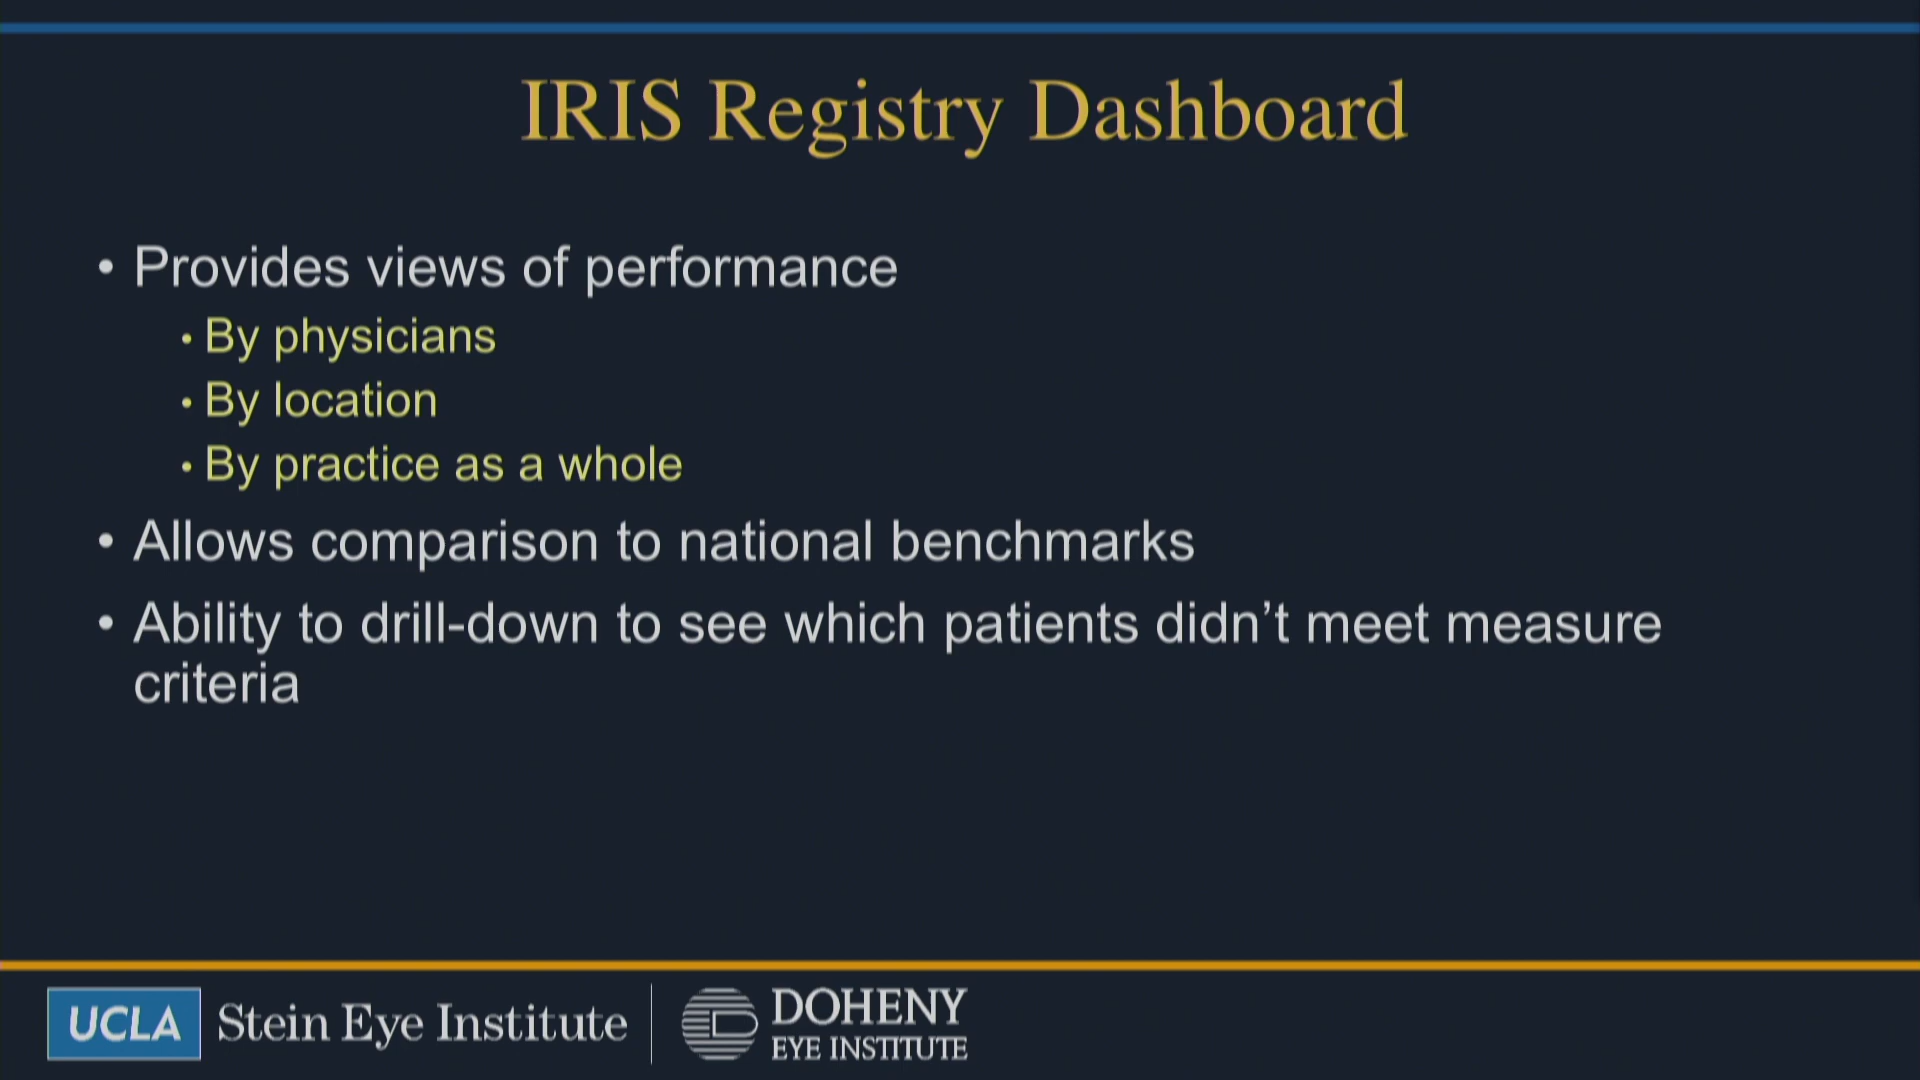 IRIS Registry Dashboard
• Provides views of performance
• By physicians
• By location
• By practice as a whole
• Allows comparison to national benchmarks
• Ability to drill-down to see which patients didn’t meet measure
criteria
UCLA Stein Eye Institute
DOHENY
EYE INSTITUTE